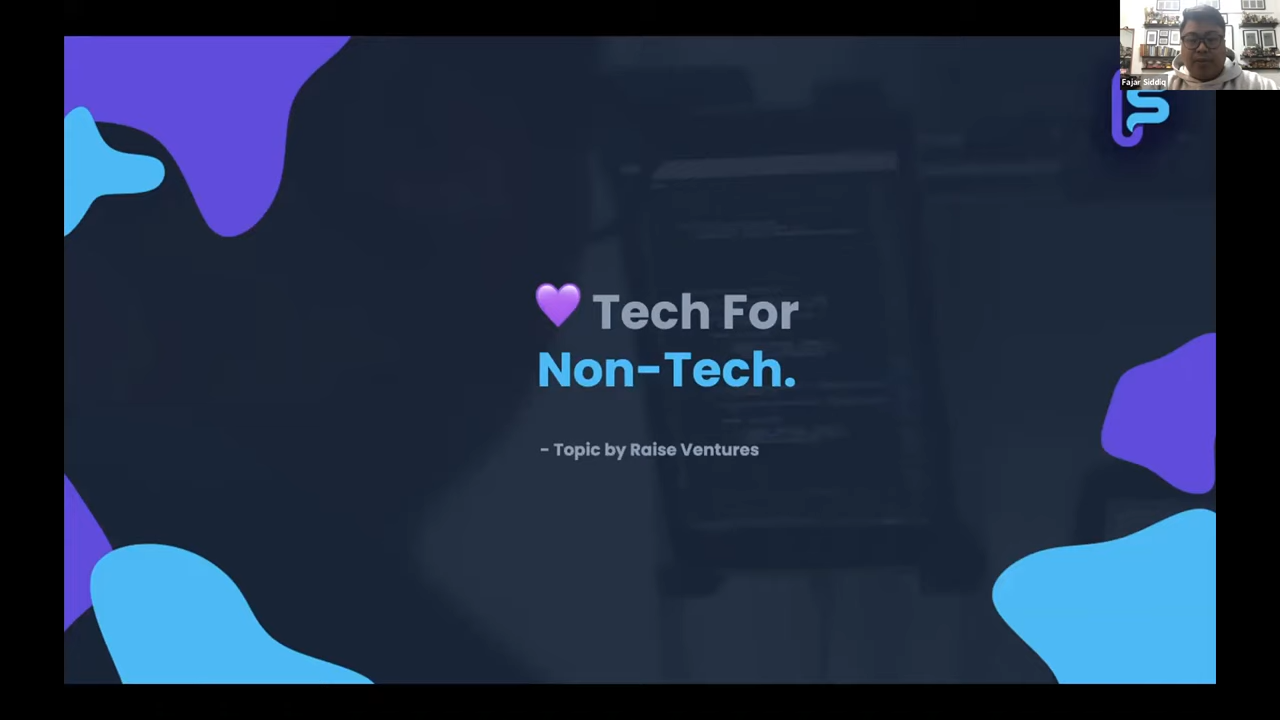 Fajar Siddiq
💜 Tech For
Non-Tech.
- Topic by Raise Ventures